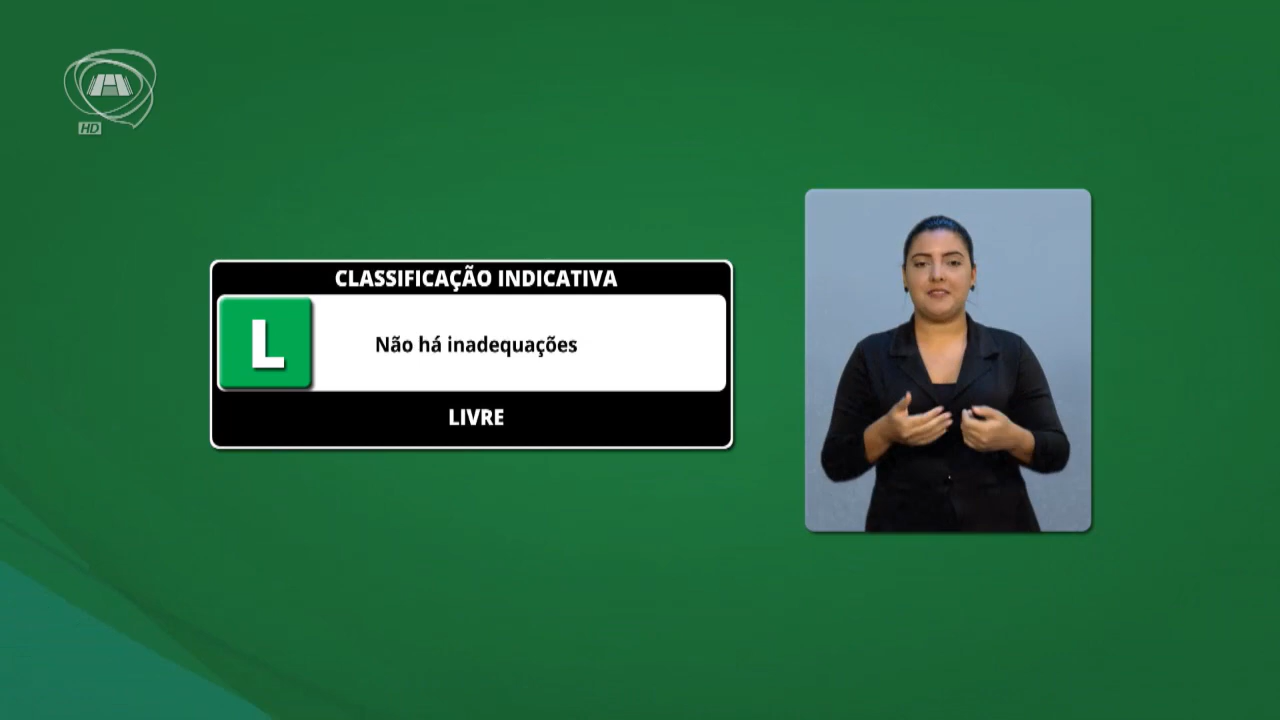 HD
CLASSIFICAÇÃO INDICATIVA
L
Não há inadequações
LIVRE